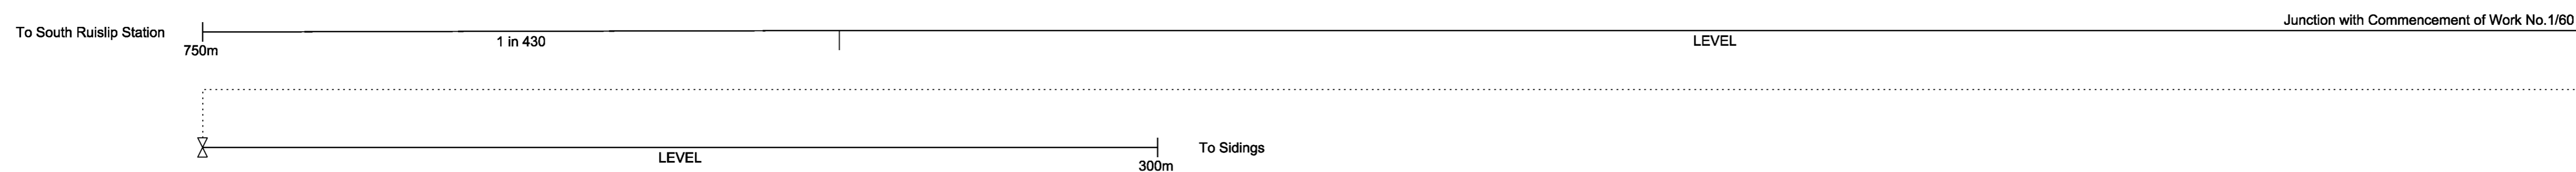 Junction with Commencement of Work No.1/60
To South Ruislip Station
750m
1 in 430
LEVEL
LEVEL
300m
To Sidings